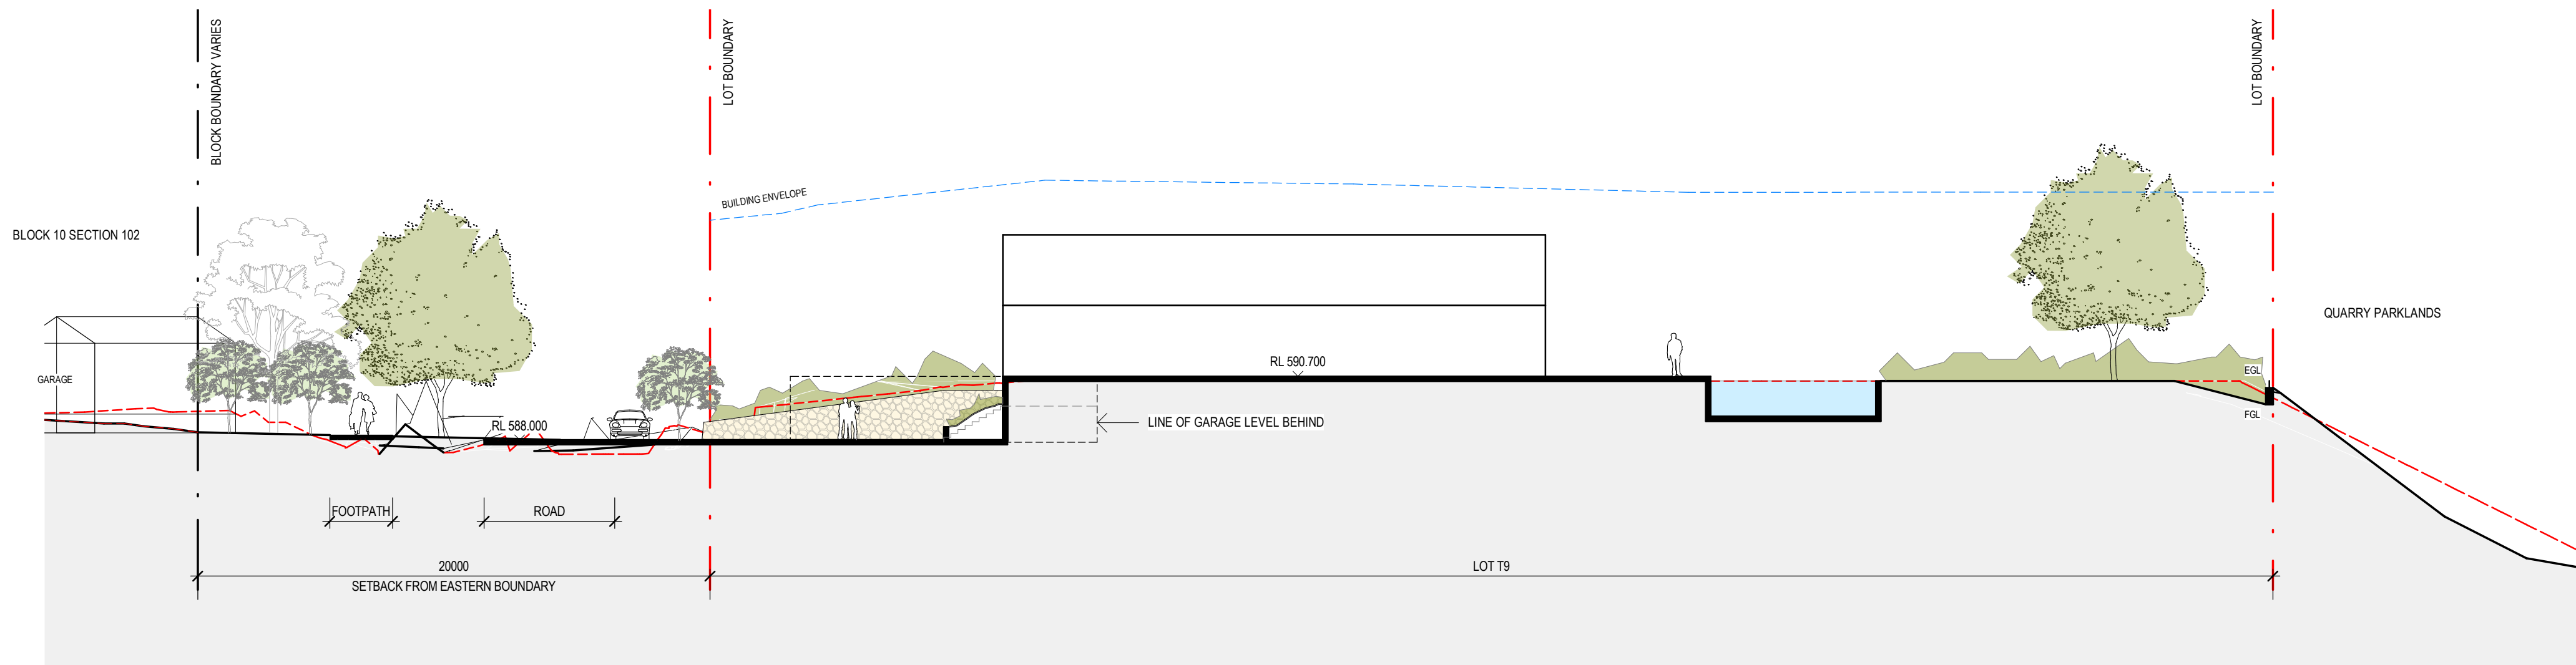 BLOCK BOUNDARY VARIES
LOT BOUNDARY
LOT BOUNDARY
BUILDING ENVELOPE
BLOCK 10 SECTION 102
QUARRY PARKLANDS
RL 590.700
EGL
GARAGE
FGL
LINE OF GARAGE LEVEL BEHIND
RL 588.000
FOOTPATH
ROAD
20000
LOT T9
SETBACK FROM EASTERN BOUNDARY